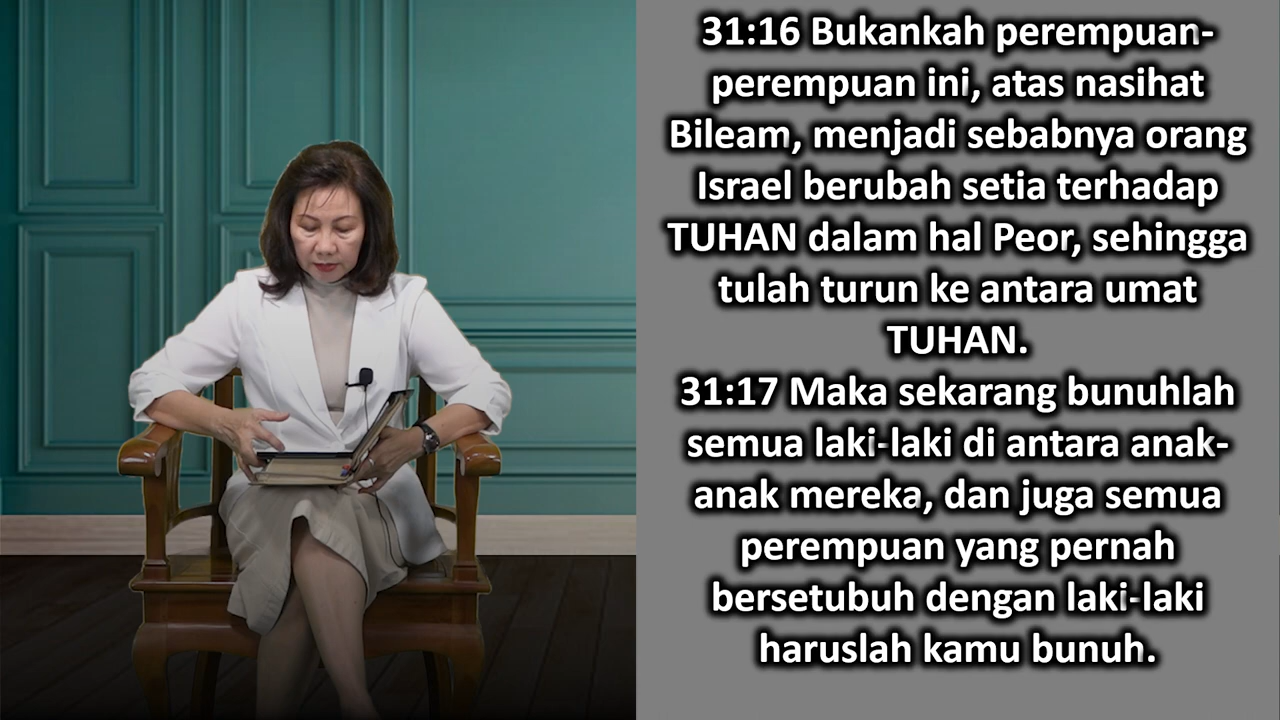 31:16 Bukankah perempuan-
perempuan ini, atas nasihat
Bileam, menjadi sebabnya orang
Israel berubah setia terhadap
TUHAN dalam hal Peor, sehingga
tulah turun ke antara umat
TUHAN.
31:17 Maka sekarang bunuhlah
semua laki-laki di antara anak-
anak mereka, dan juga semua
perempuan yang pernah
bersetubuh dengan laki-laki
haruslah kamu bunuh.